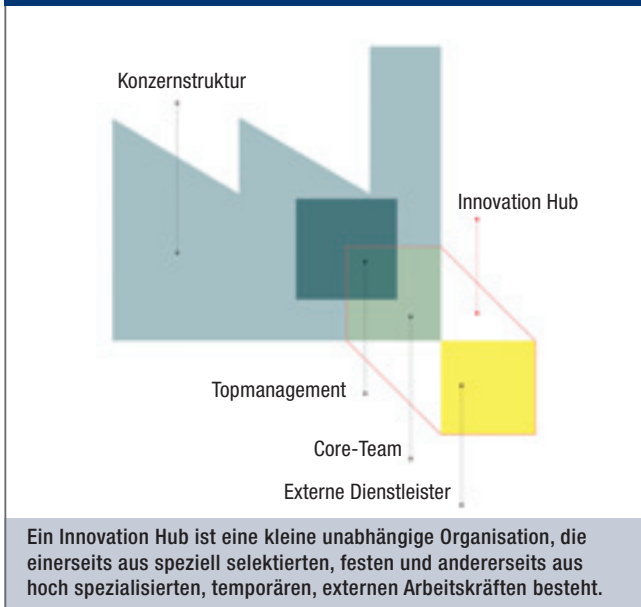 Konzernstruktur
Innovation Hub
Topmanagement
Core-Team
Externe Dienstleister
Ein Innovation Hub ist eine kleine unabhängige Organisation, die
einerseits aus speziell selektierten, festen und andererseits aus
hoch spezialisierten, temporären, externen Arbeitskräften besteht.